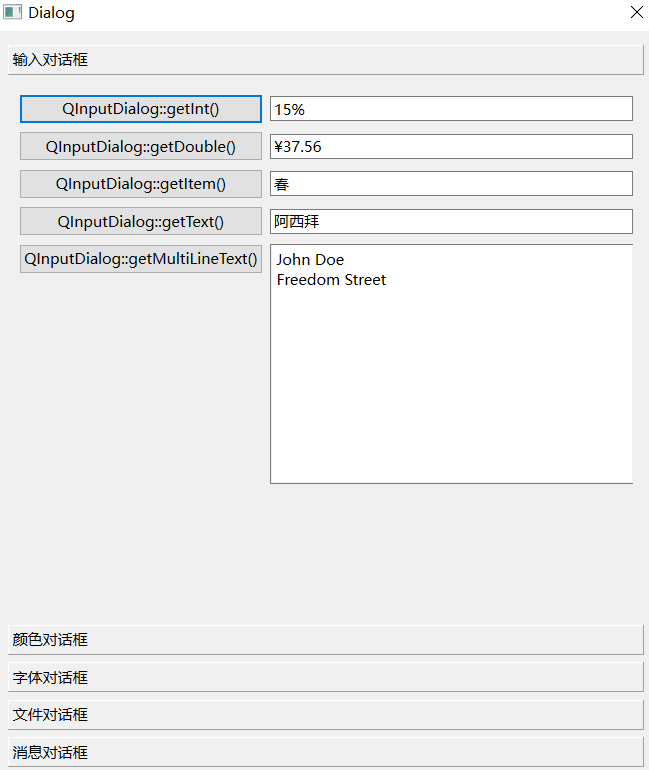 Dialog
输入对话框
QInputDialog::getInt()
15%
QInputDialog::getDouble()
¥37.56
QInputDialog::getItem()
春
QInputDialog::getText()
阿西拜
QInputDialog::getMultiLineText()
John Doe
Freedom Street
颜色对话框
字体对话框
文件对话框
消息对话框